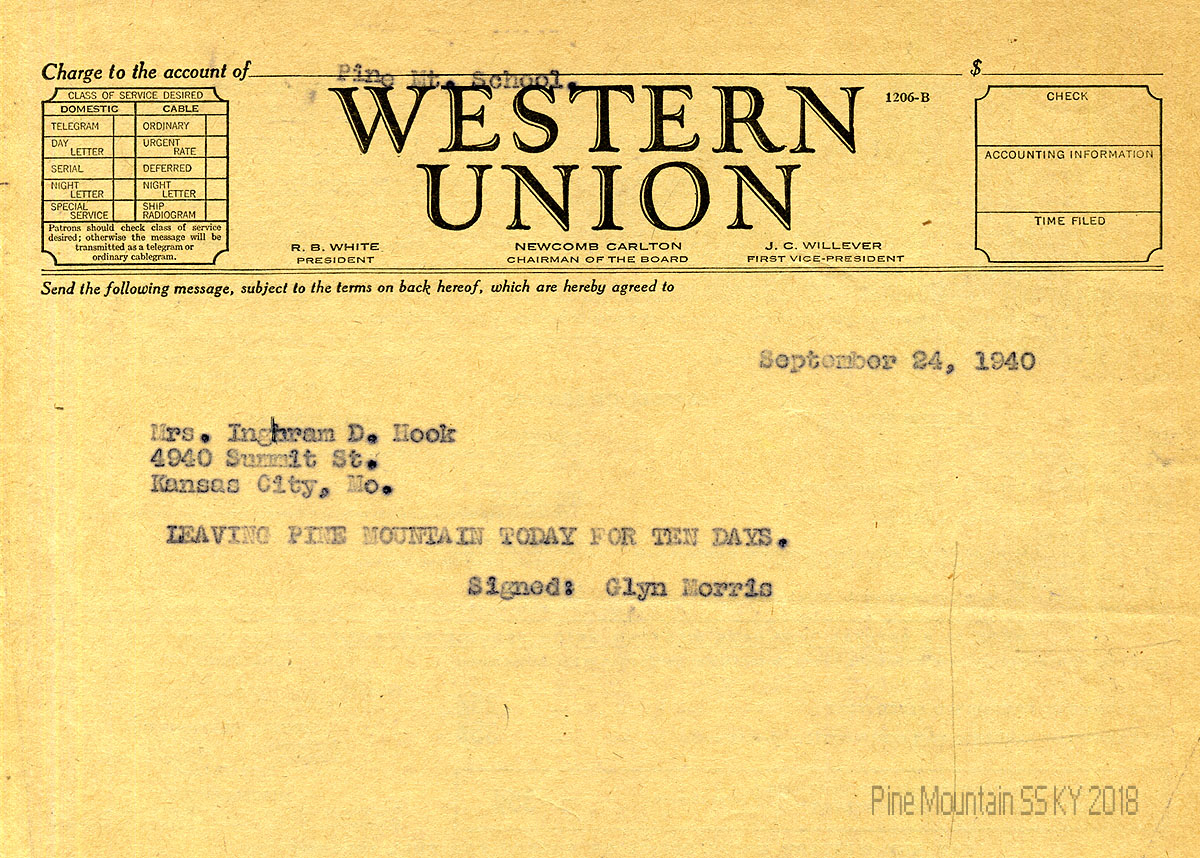 Charge to the account of Pine Mt. School. $
CLASS OF SERVICE DESIRED
DOMESTIC CABLE
TELEGRAM ORDINARY
DAY LETTER URGENT RATE
SERIAL DEFERRED
NIGHT LETTER NIGHT LETTER
SPECIAL SERVICE SHIP RADIOGRAM
Patrons should check class of service
desired; otherwise the message will be
transmitted as a telegram or
ordinary cablegram.
WESTERN
UNION
1206-B
R. B. WHITE
PRESIDENT
NEWCOMB CARLTON
CHAIRMAN OF THE BOARD
J. C. WILLEVER
FIRST VICE-PRESIDENT
CHECK
ACCOUNTING INFORMATION
TIME FILED
Send the following message, subject to the terms on back hereof, which are hereby agreed to
September 24, 1940
Mrs. Inghram D. Hook
4940 Summit St.
Kansas City, Mo.
LEAVING PINE MOUNTAIN TODAY FOR TEN DAYS.
Signed: Glyn Morris
Pine Mountain SS KY 2018